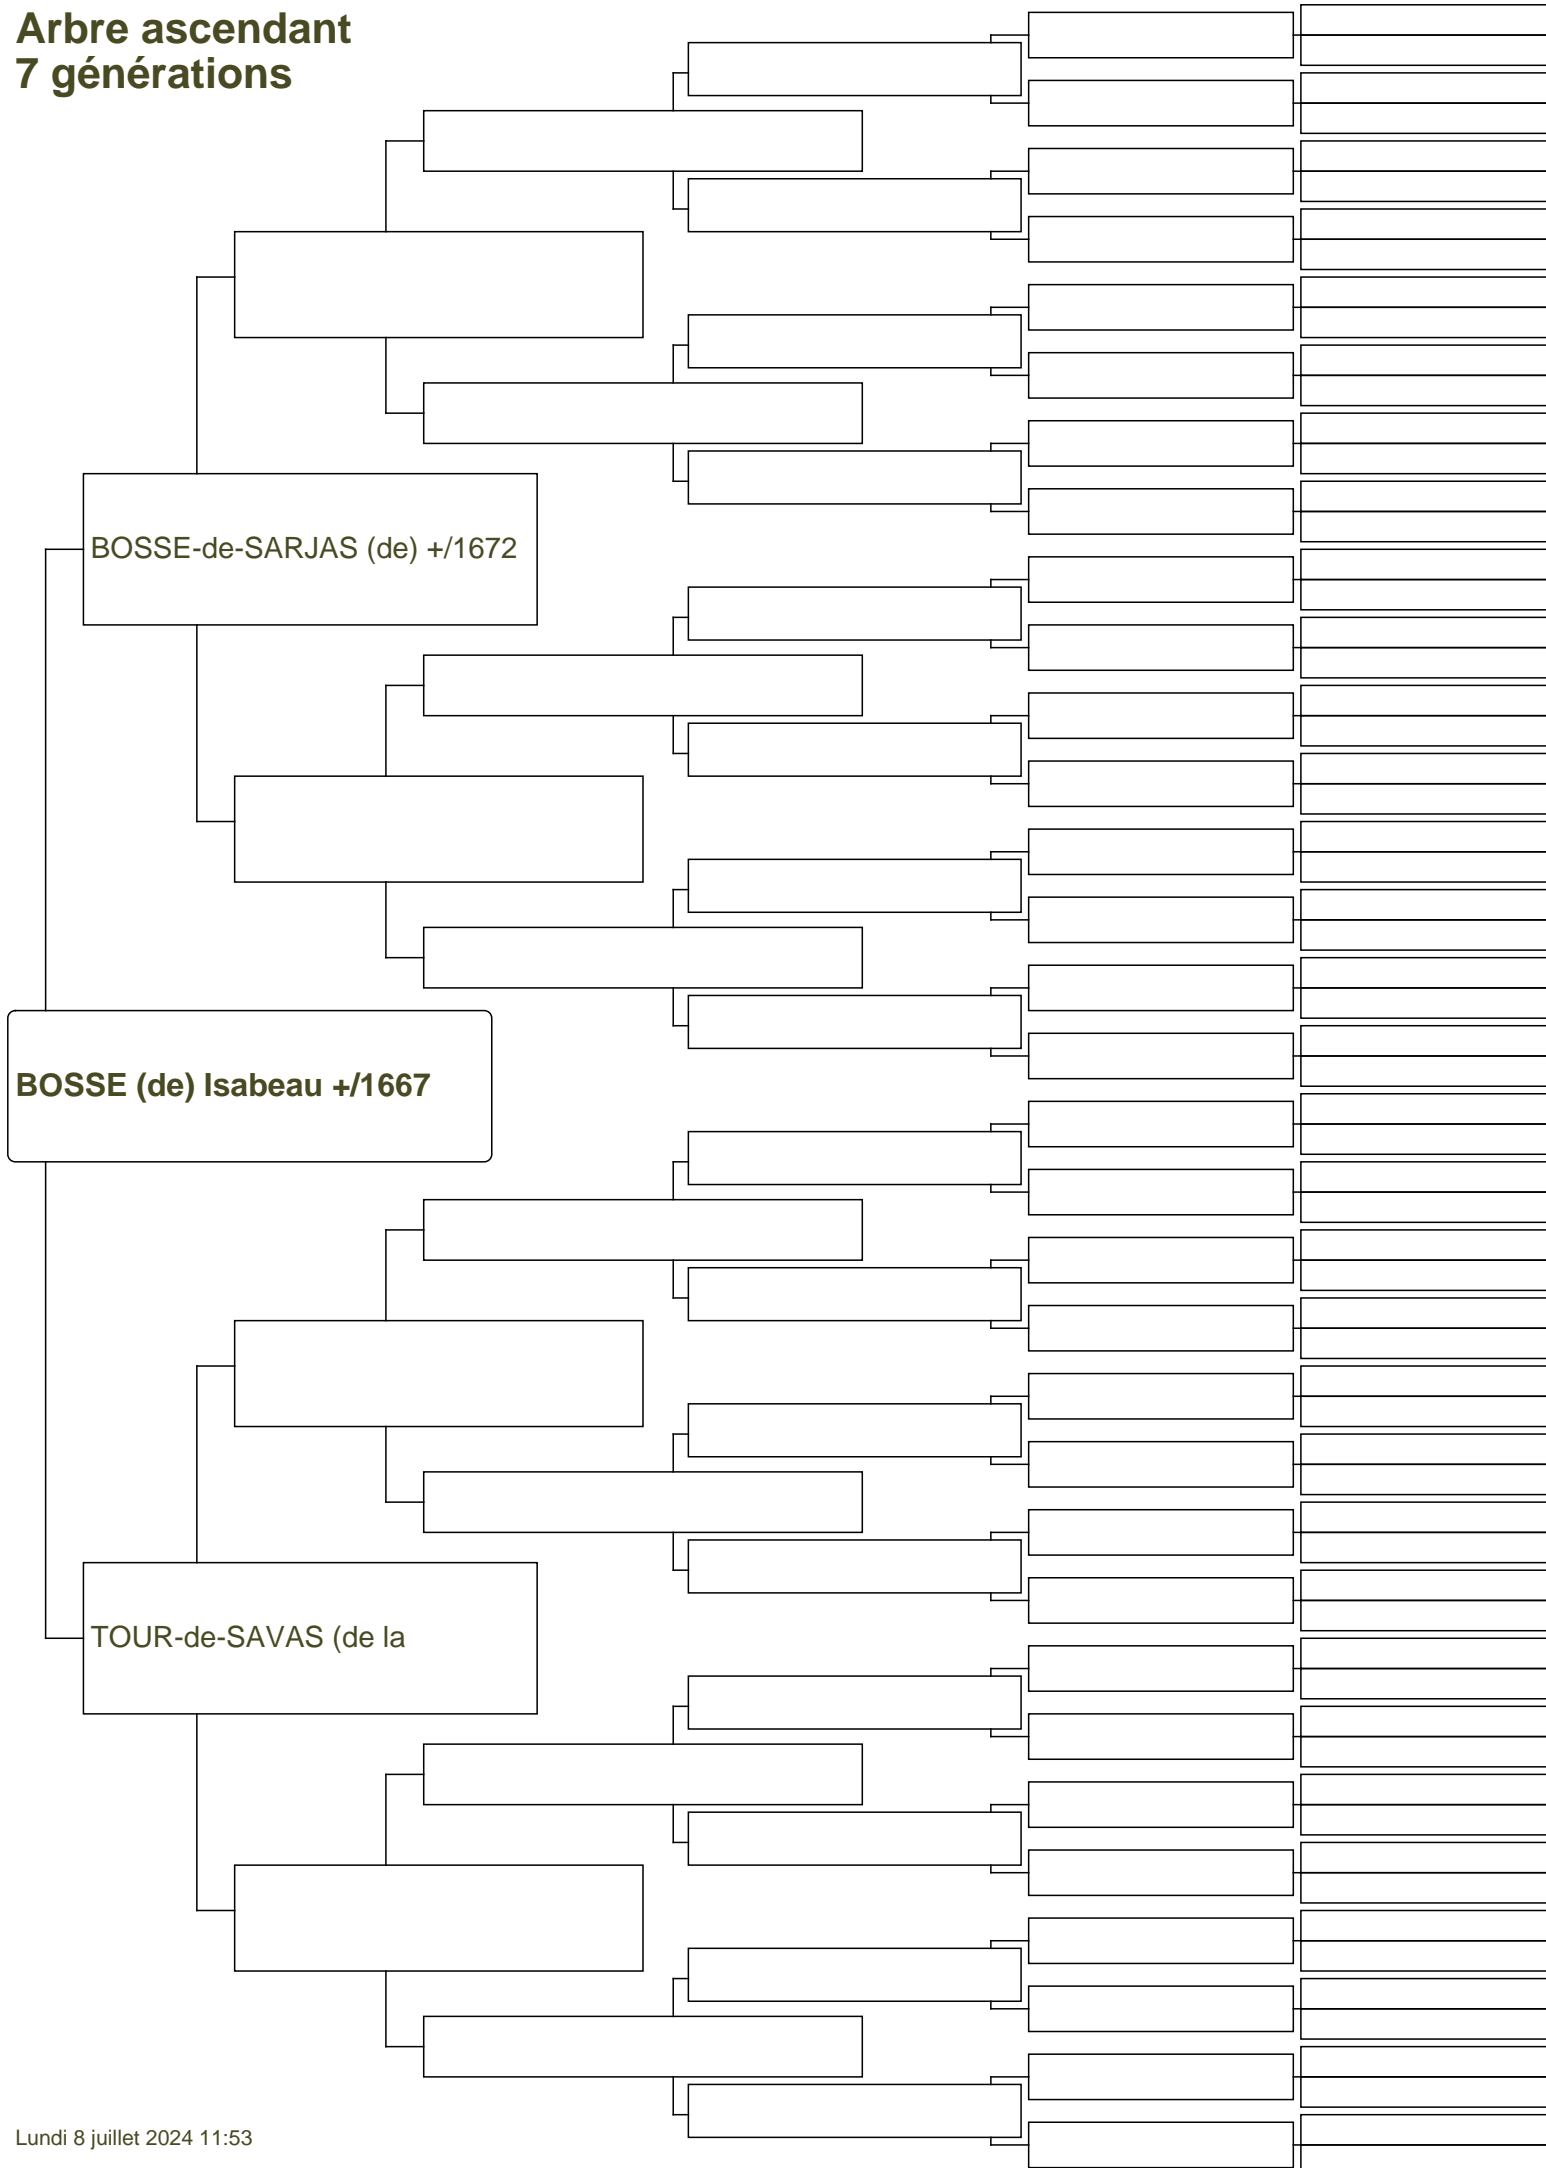 Arbre ascendant
7 générations
BOSSE-de-SARJAS (de) +/1672
BOSSE (de) Isabeau +/1667
TOUR-de-SAVAS (de la
Lundi 8 juillet 2024 11:53